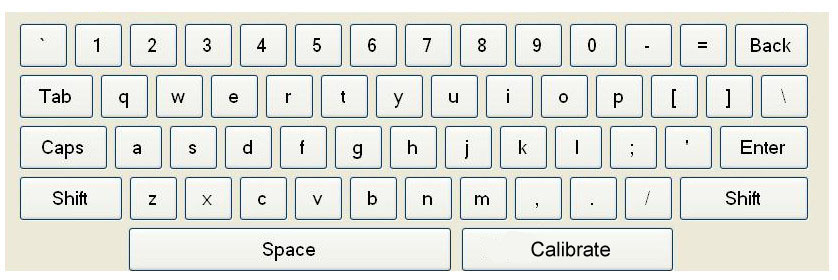 ` 1 2 3 4 5 6 7 8 9 0 - = Back
Tab q w e r t y u i o p [ ] \
Caps a s d f g h j k l ; ' Enter
Shift z x c v b n m , . / Shift
Space Calibrate